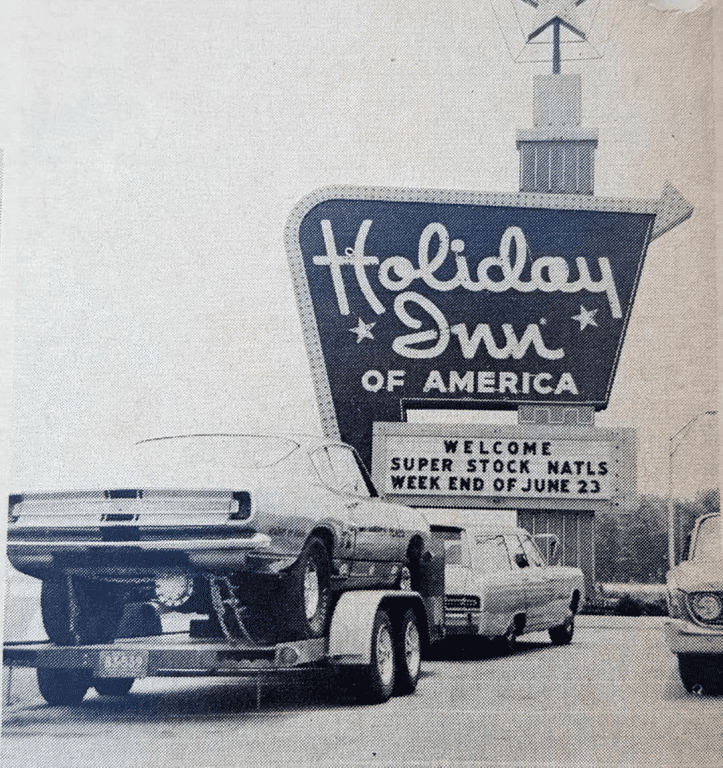 Holiday
Inn
OF AMERICA
WELCOME
SUPER STOCK NATLS
WEEK END OF JUNE 23